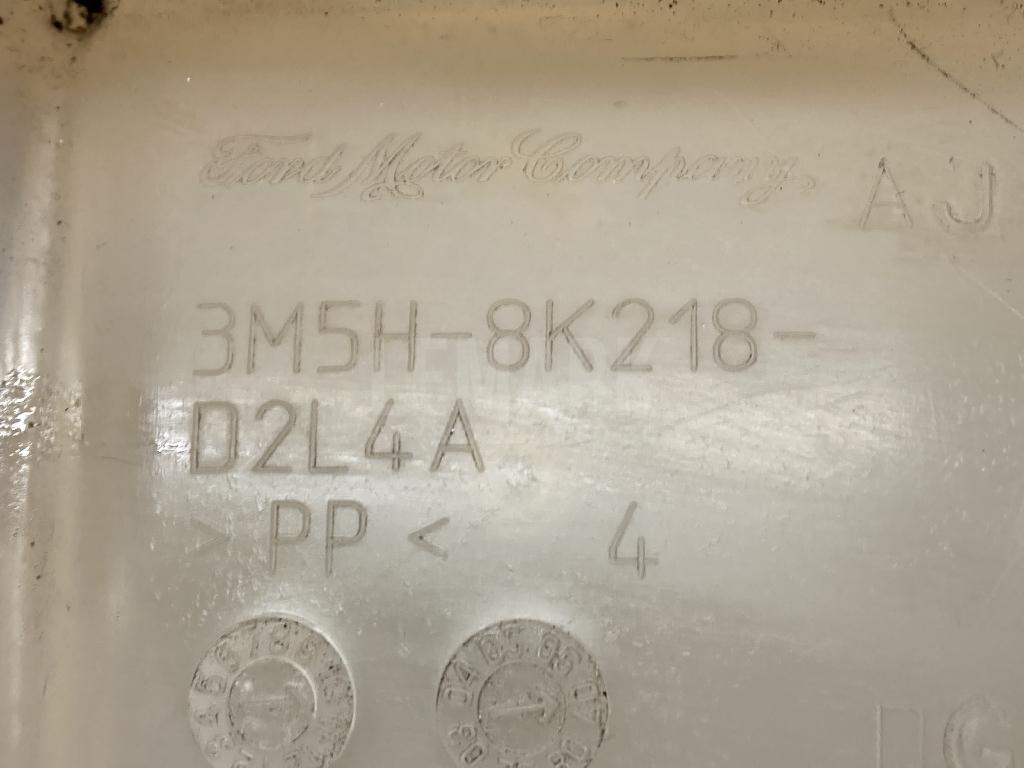 Ford Motor Company
AJ
3M5H-8K218-
D2L4A
>PP< 4